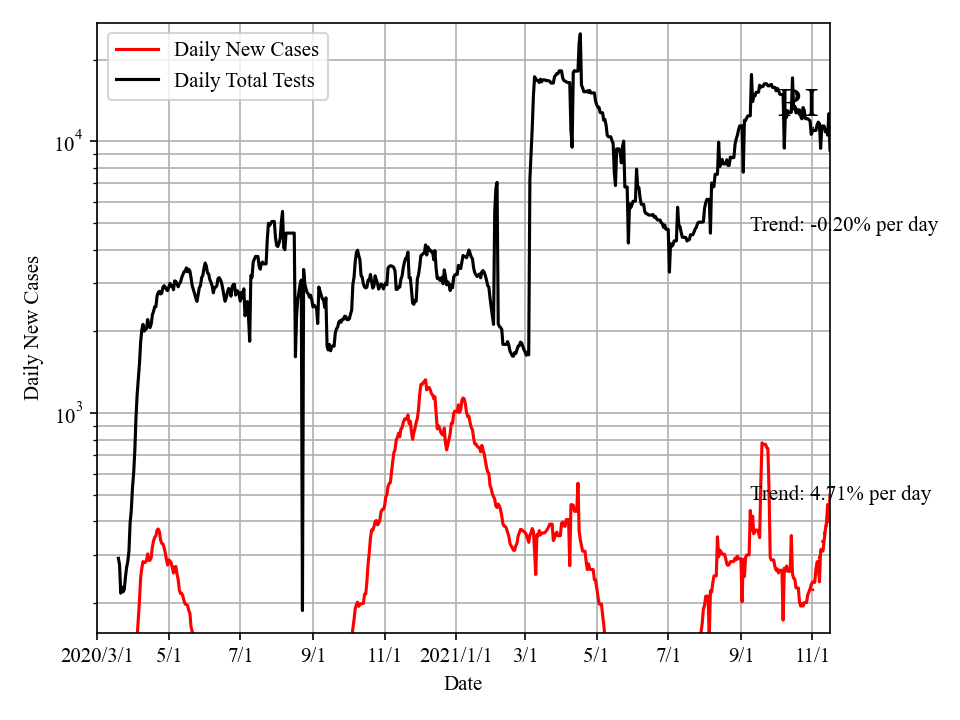 Daily New Cases
Daily Total Tests
RI
10^4
Trend: -0.20% per day
Daily New Cases
10^3
Trend: 4.71% per day
2020/3/1 5/1 7/1 9/1 11/1 2021/1/1 3/1 5/1 7/1 9/1 11/1
Date